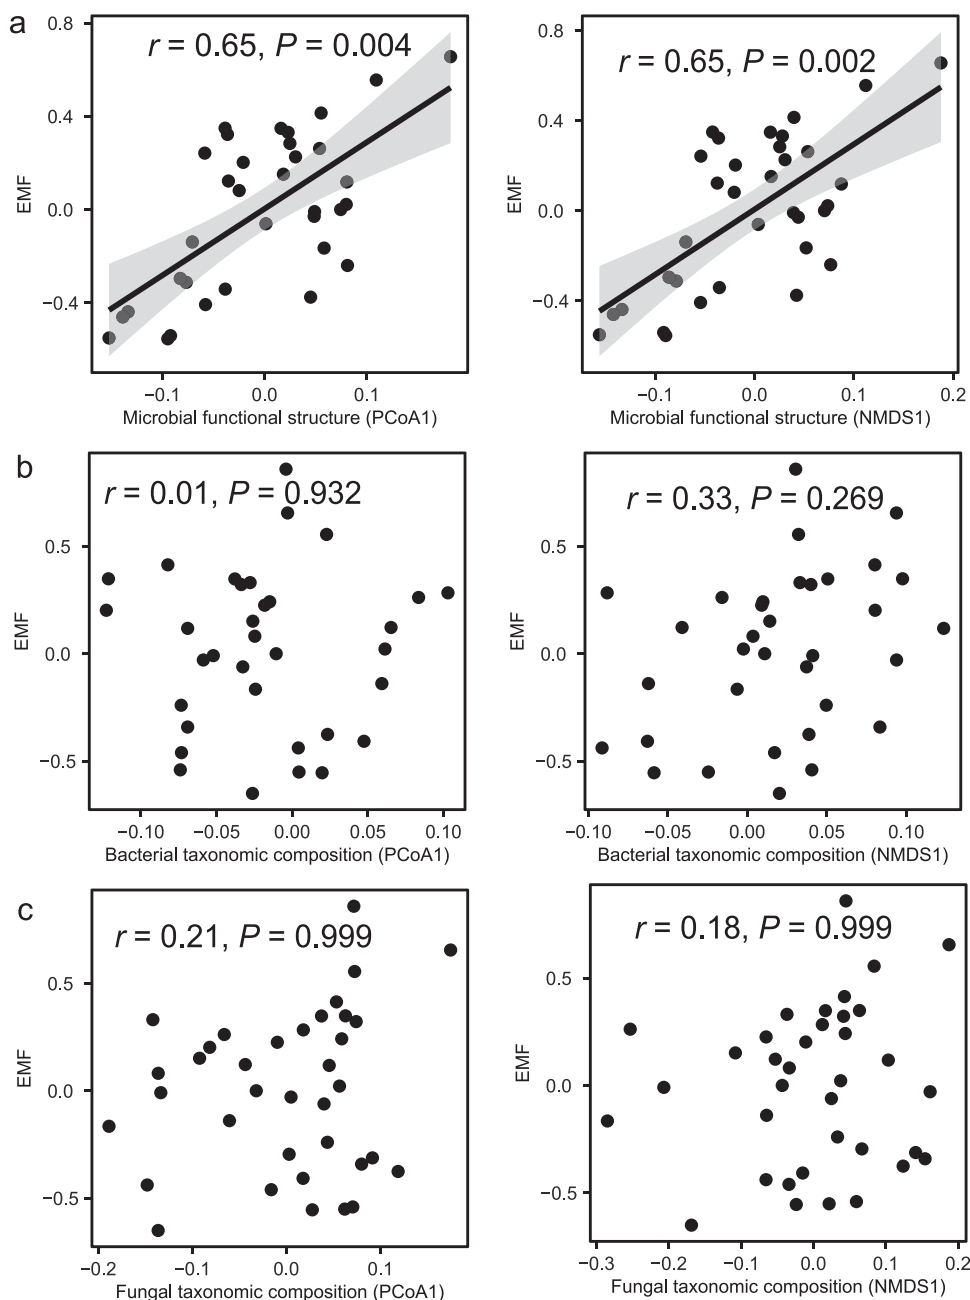 a
r = 0.65, P = 0.004
r = 0.65, P = 0.002
0.8
0.4
0.0
−0.4
EMF
0.8
0.4
0.0
−0.4
EMF
−0.1
0.0
0.1
−0.1
0.0
0.1
0.2
Microbial functional structure (PCoA1)
Microbial functional structure (NMDS1)
b
r = 0.01, P = 0.932
r = 0.33, P = 0.269
0.5
0.0
−0.5
EMF
0.5
0.0
−0.5
EMF
−0.10
−0.05
0.00
0.05
0.10
−0.10
−0.05
0.00
0.05
0.10
Bacterial taxonomic composition (PCoA1)
Bacterial taxonomic composition (NMDS1)
c
r = 0.21, P = 0.999
r = 0.18, P = 0.999
0.5
0.0
−0.5
EMF
0.5
0.0
−0.5
EMF
−0.2
−0.1
0.0
0.1
−0.3
−0.2
−0.1
0.0
0.1
0.2
Fungal taxonomic composition (PCoA1)
Fungal taxonomic composition (NMDS1)